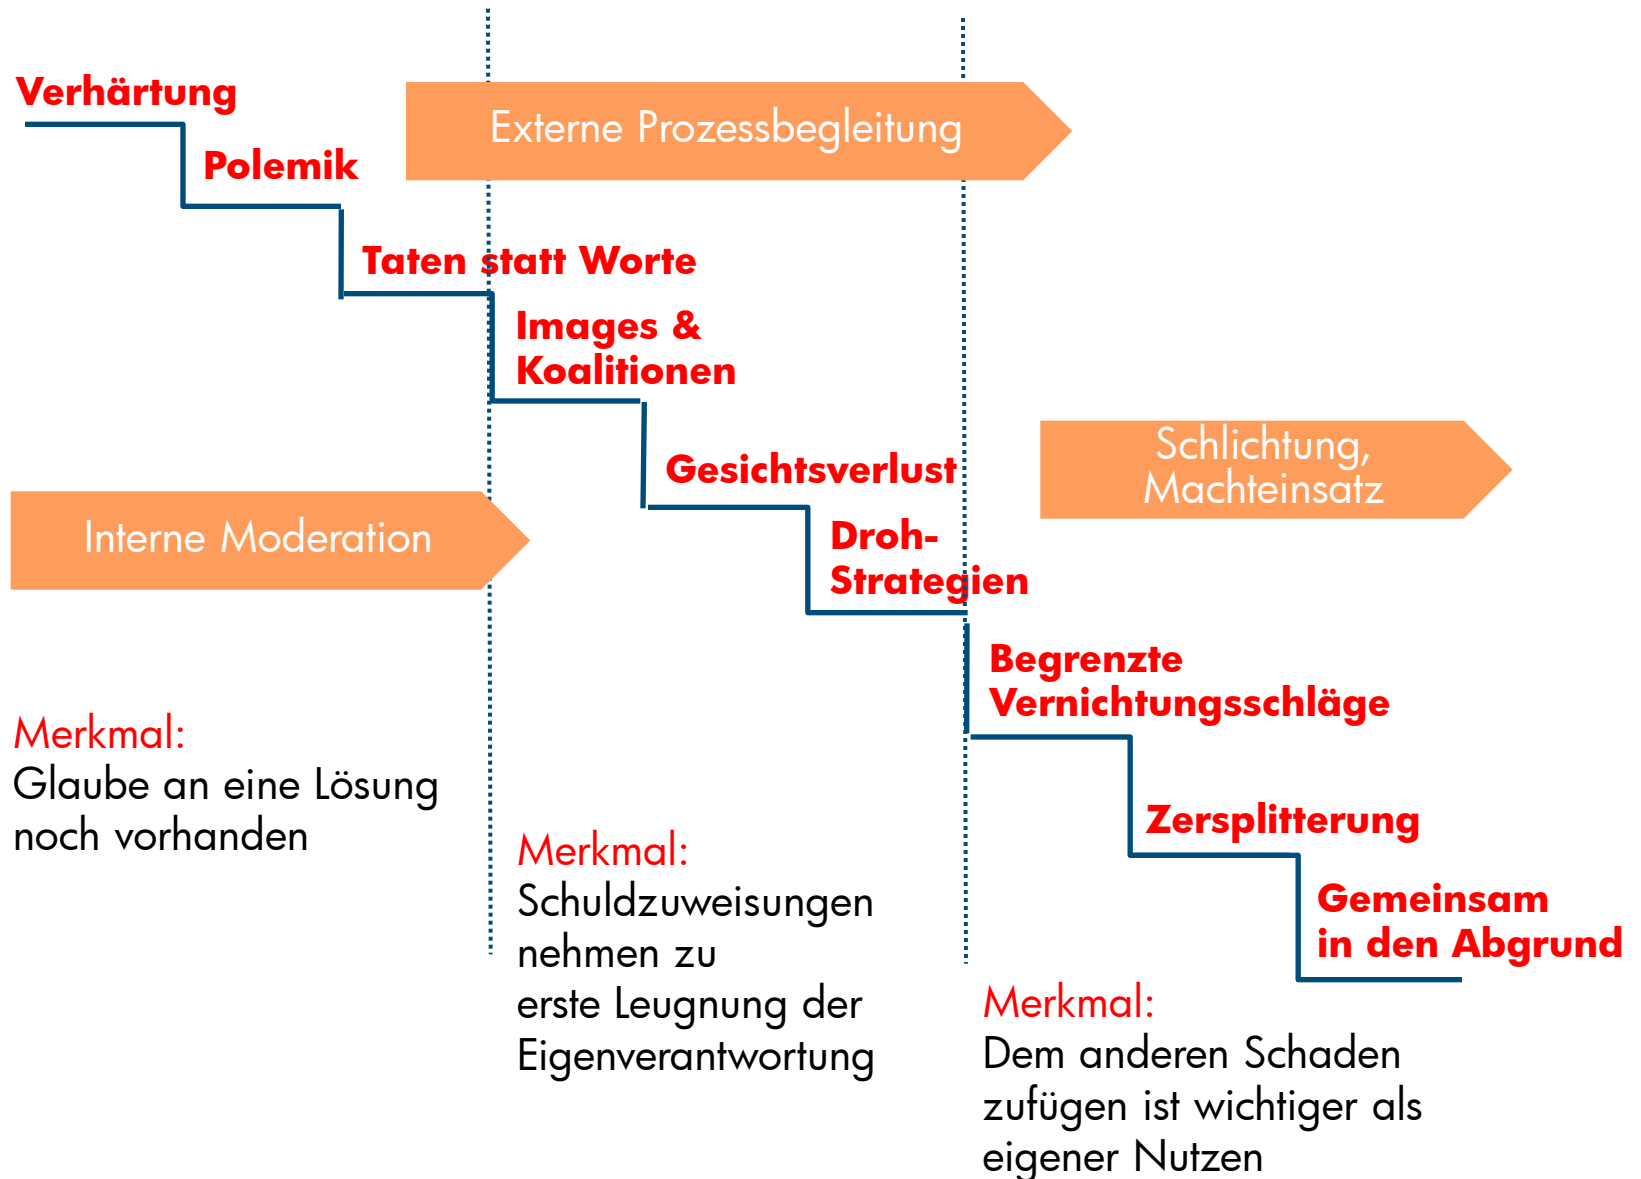 Verhärtung
Externe Prozessbegleitung
Polemik
Taten statt Worte
Images &
Koalitionen
Gesichtsverlust
Schlichtung,
Machteinsatz
Interne Moderation
Droh-
Strategien
Begrenzte
Vernichtungsschläge
Merkmal:
Glaube an eine Lösung
noch vorhanden
Zersplitterung
Merkmal:
Schuldzuweisungen
nehmen zu
erste Leugnung der
Eigenverantwortung
Gemeinsam
in den Abgrund
Merkmal:
Dem anderen Schaden
zufügen ist wichtiger als
eigener Nutzen